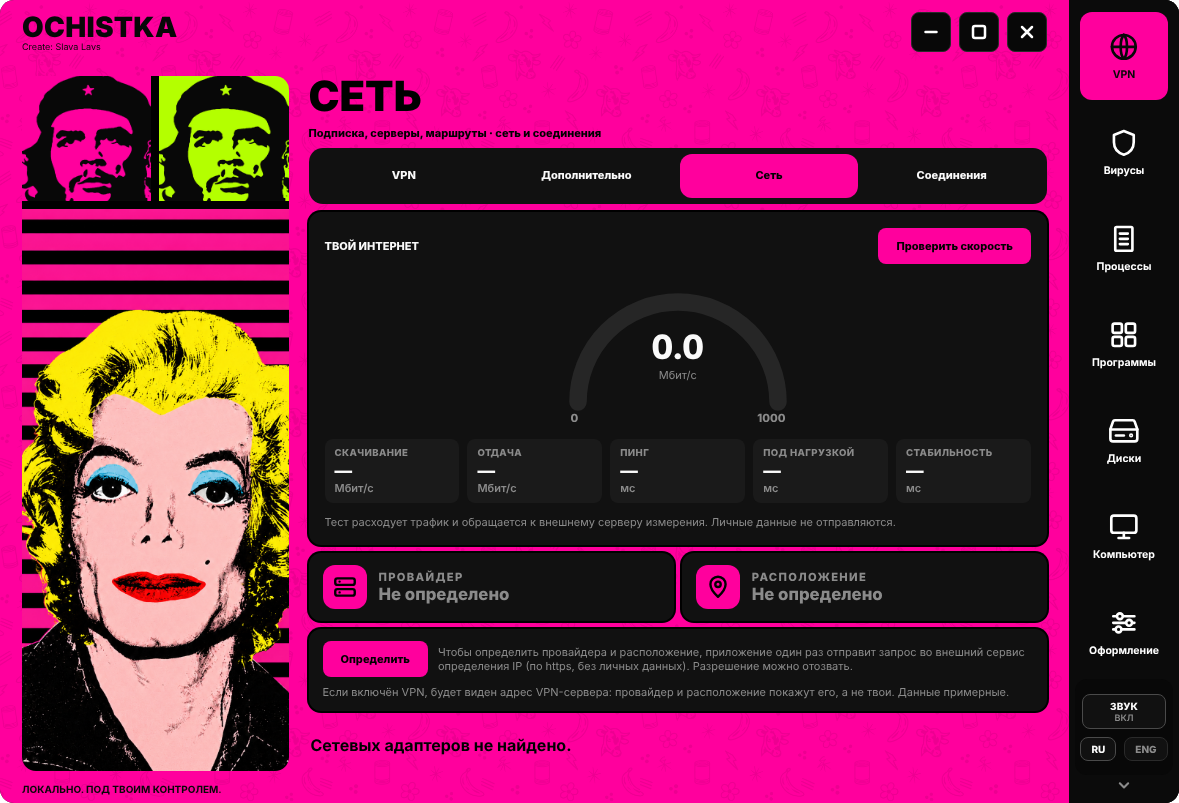 OCHISTKA
Create: Slava Lavs
VPN
СЕТЬ
Подписка, серверы, маршруты · сеть и соединения
VPN
Дополнительно
Сеть
Соединения
ТВОЙ ИНТЕРНЕТ
Проверить скорость
0.0
Мбит/с
0
1000
СКАЧИВАНИЕ
—
Мбит/с
ОТДАЧА
—
Мбит/с
ПИНГ
—
мс
ПОД НАГРУЗКОЙ
—
мс
СТАБИЛЬНОСТЬ
—
мс
Тест расходует трафик и обращается к внешнему серверу измерения. Личные данные не отправляются.
ПРОВАЙДЕР
Не определено
РАСПОЛОЖЕНИЕ
Не определено
Определить
Чтобы определить провайдера и расположение, приложение один раз отправит запрос во внешний сервис
определения IP (по https, без личных данных). Разрешение можно отозвать.
Если включён VPN, будет виден адрес VPN-сервера: провайдер и расположение покажут его, а не твои. Данные примерные.
Сетевых адаптеров не найдено.
ЛОКАЛЬНО. ПОД ТВОИМ КОНТРОЛЕМ.
Вирусы
Процессы
Программы
Диски
Компьютер
Оформление
ЗВУК
ВКЛ
RU
ENG